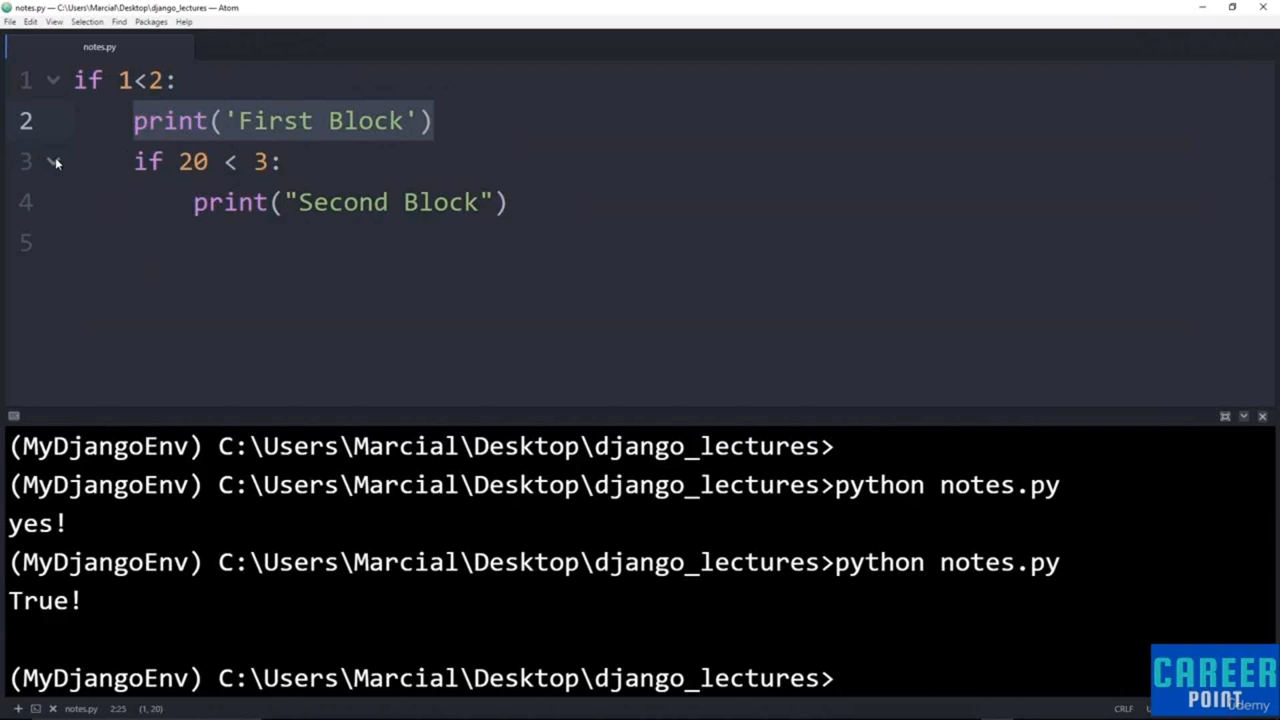 notes.py — C:\Users\Marcial\Desktop\django_lectures — Atom
File Edit View Selection Find Packages Help
notes.py
1 if 1<2:
2 print('First Block')
3 if 20 < 3:
4 print("Second Block")
5
(MyDjangoEnv) C:\Users\Marcial\Desktop\django_lectures>
(MyDjangoEnv) C:\Users\Marcial\Desktop\django_lectures>python notes.py
yes!
(MyDjangoEnv) C:\Users\Marcial\Desktop\django_lectures>python notes.py
True!
(MyDjangoEnv) C:\Users\Marcial\Desktop\django_lectures>
CAREER
POINT
udemy
notes.py 2:25 (1, 20) CRLF